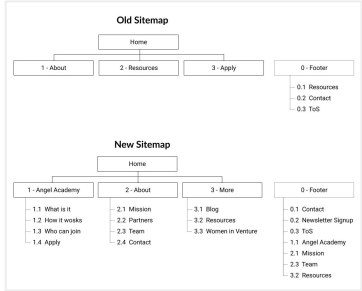 Old Sitemap
Home
1 - About
2 - Resources
3 - Apply
0 - Footer
0.1 Resources
0.2 Contact
0.3 ToS
New Sitemap
Home
1 - Angel Academy
1.1 What is it
1.2 How it wosks
1.3 Who can join
1.4 Apply
2 - About
2.1 Mission
2.2 Partners
2.3 Team
2.4 Contact
3 - More
3.1 Blog
3.2 Resources
3.3 Women in Venture
0 - Footer
0.1 Contact
0.2 Newsletter Signup
0.3 ToS
1.1 Angel Academy
2.1 Mission
2.3 Team
3.2 Resources